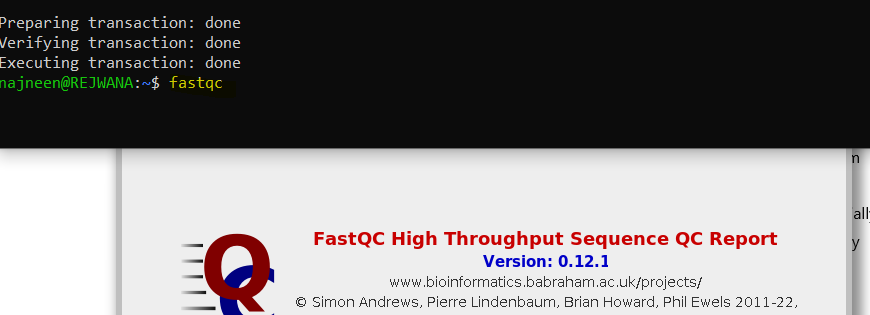 Preparing transaction: done
Verifying transaction: done
Executing transaction: done
najneen@REJWANA:~$ fastqc
m
ally
y
FastQC High Throughput Sequence QC Report
Version: 0.12.1
www.bioinformatics.babraham.ac.uk/projects/
© Simon Andrews, Pierre Lindenbaum, Brian Howard, Phil Ewels 2011-22,